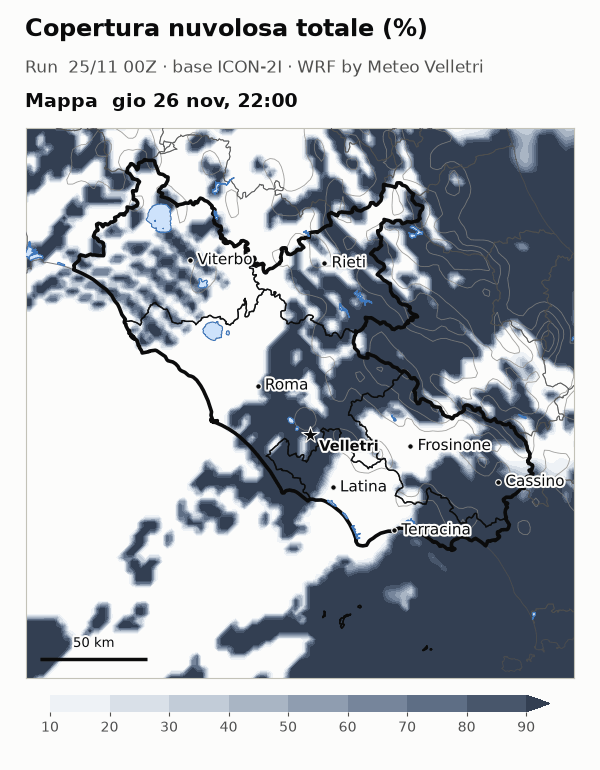 Copertura nuvolosa totale (%)
Run  25/11 00Z · base ICON-2I · WRF by Meteo Velletri
Mappa  gio 26 nov, 22:00
Viterbo
Rieti
Roma
Velletri
Frosinone
Cassino
Latina
Terracina
50 km
10 20 30 40 50 60 70 80 90